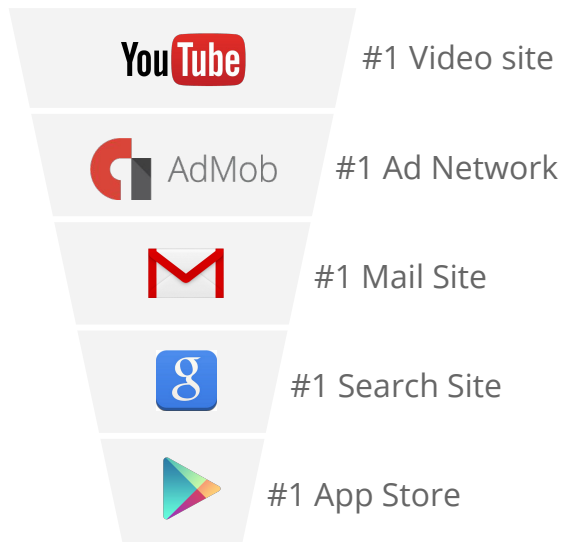 YouTube #1 Video site
AdMob #1 Ad Network
#1 Mail Site
g #1 Search Site
#1 App Store